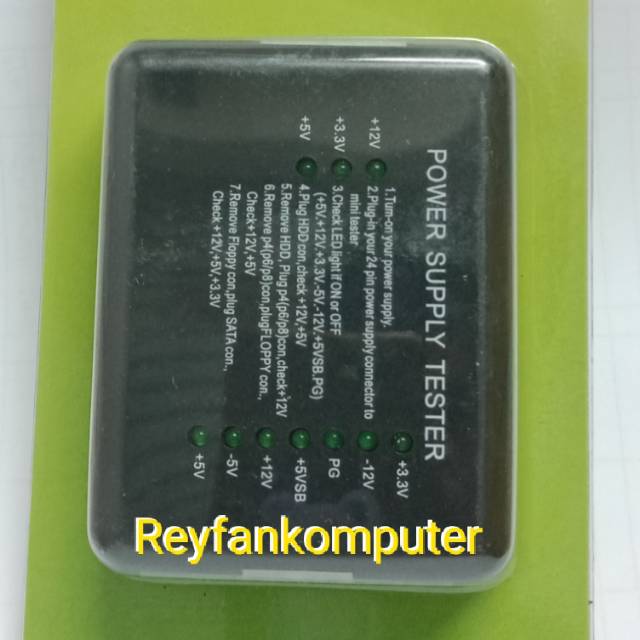 POWER SUPPLY TESTER
+12V
+3.3V
+5V
1.Turn-on your power supply.
2.Plug-in your 24 pin power supply connector to
mini tester
3.Check LED light if ON or OFF
(+5V.+12V.+3.3V.-5V.-12V.+5VSB.PG)
4.Plug HDD con,check +12V,+5V
5.Remove HDD, Plug p4(p6/p8)con,check+12V
6.Remove p4(p6/p8)con,plugFLOPPY con.,
Check+12V,+5V
7.Remove Floppy con,plug SATA con.,
Check +12V,+5V,+3.3V
+3.3V
-12V
PG
+5VSB
+12V
-5V
+5V
Reyfankomputer